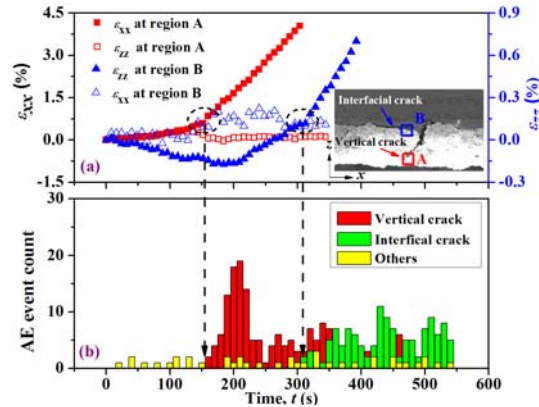 4.5
3.0
1.5
0.0
-1.5
εxx (%)
εxx at region A
εzz at region A
εzz at region B
εxx at region B
0.9
0.6
0.3
0.0
-0.3
εzz (%)
Interfacial crack
B
Vertical crack
A
z
x
(a)
30
20
10
0
AE event count
Vertical crack
Interfical crack
Others
(b)
-100 0 100 200 300 400 500 600
Time, t (s)